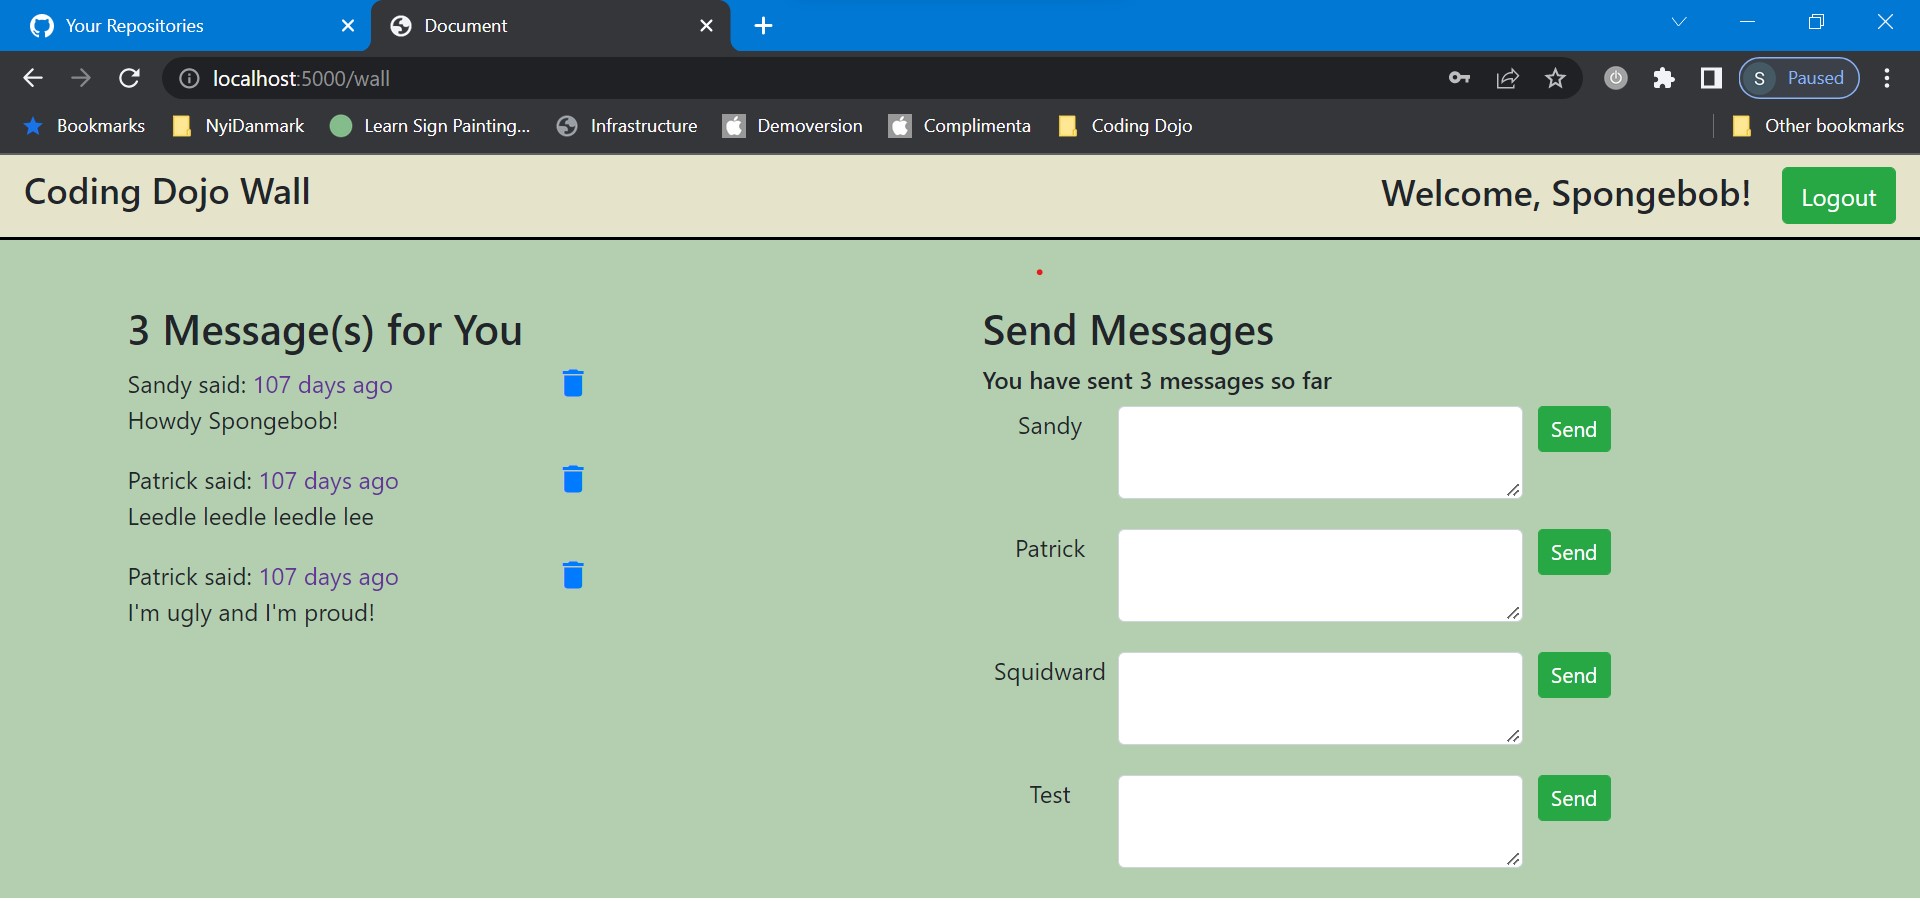 Your Repositories
Document
localhost:5000/wall
S Paused
Bookmarks NyiDanmark Learn Sign Painting... Infrastructure Demoversion Complimenta Coding Dojo Other bookmarks
Coding Dojo Wall
Welcome, Spongebob!
Logout
3 Message(s) for You
Sandy said: 107 days ago
Howdy Spongebob!
Patrick said: 107 days ago
Leedle leedle leedle lee
Patrick said: 107 days ago
I'm ugly and I'm proud!
Send Messages
You have sent 3 messages so far
Sandy
Send
Patrick
Send
Squidward
Send
Test
Send